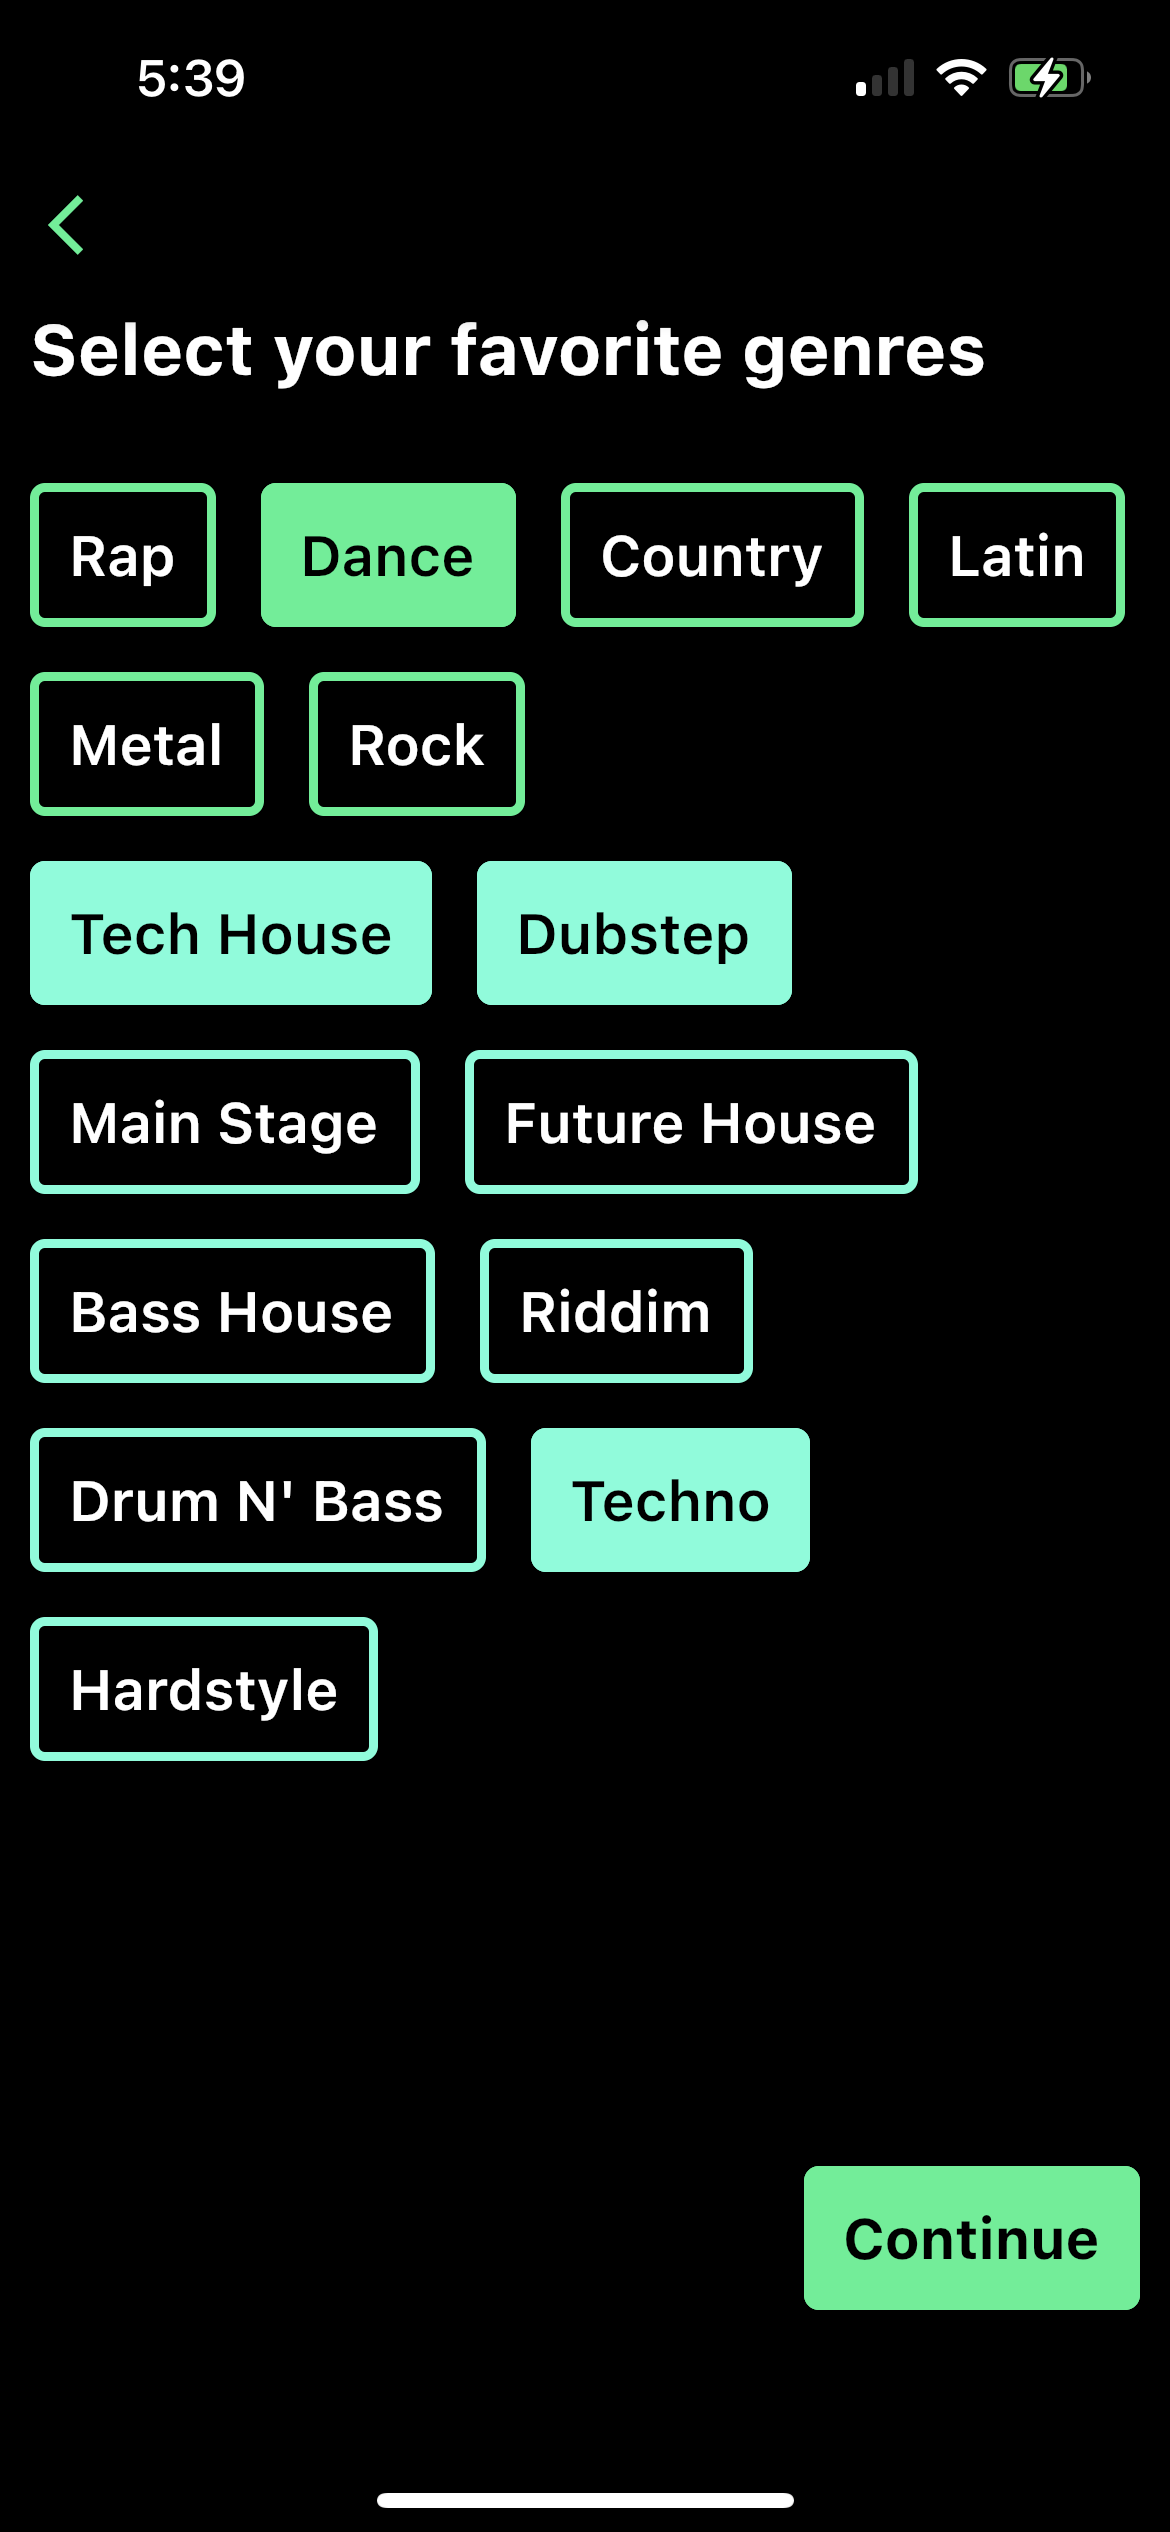 5:39
Select your favorite genres
Rap Dance Country Latin
Metal Rock
Tech House Dubstep
Main Stage Future House
Bass House Riddim
Drum N' Bass Techno
Hardstyle
Continue